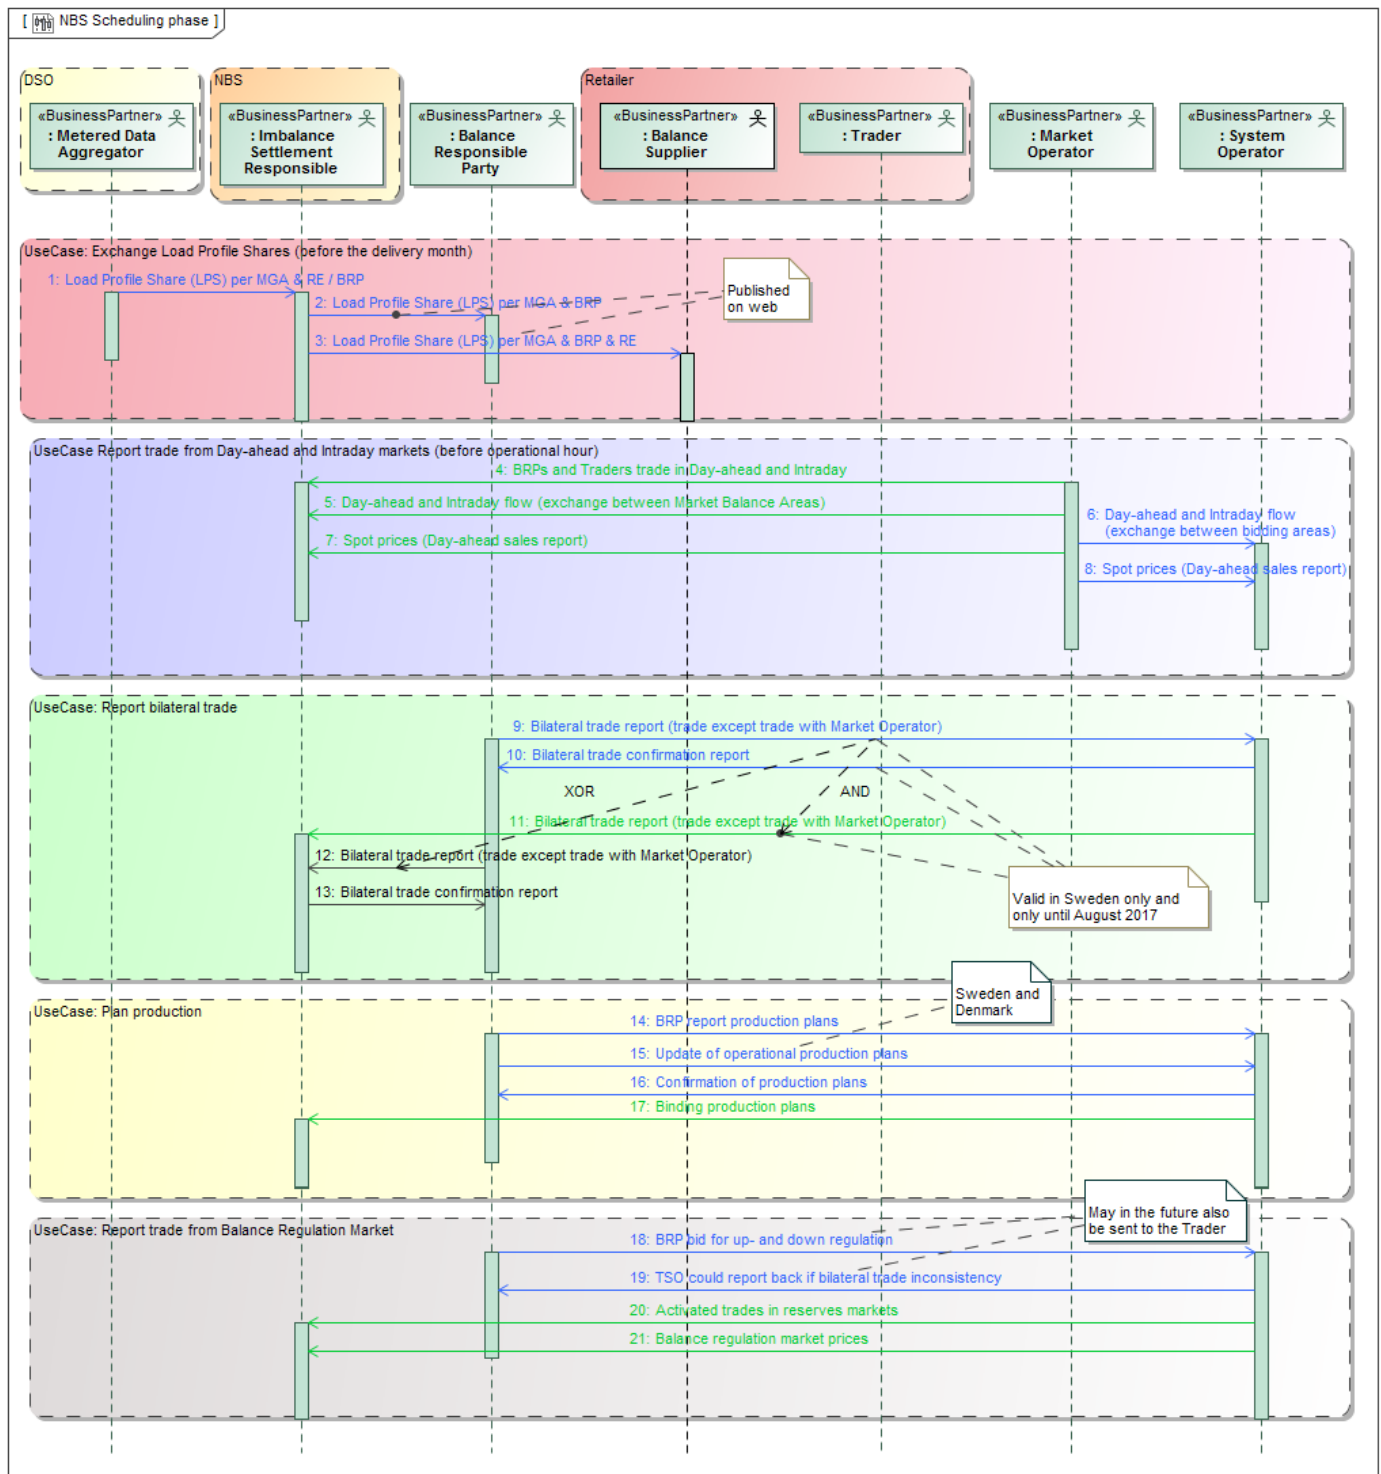 [ NBS Scheduling phase ]
DSO
NBS
Retailer
«BusinessPartner»
: Metered Data
Aggregator
«BusinessPartner»
: Imbalance
Settlement
Responsible
«BusinessPartner»
: Balance
Responsible
Party
«BusinessPartner»
: Balance
Supplier
«BusinessPartner»
: Trader
«BusinessPartner»
: Market
Operator
«BusinessPartner»
: System
Operator
UseCase: Exchange Load Profile Shares (before the delivery month)
1: Load Profile Share (LPS) per MGA & RE / BRP
2: Load Profile Share (LPS) per MGA & BRP
Published
on web
3: Load Profile Share (LPS) per MGA & BRP & RE
UseCase Report trade from Day-ahead and Intraday markets (before operational hour)
4: BRPs and Traders trade in Day-ahead and Intraday
5: Day-ahead and Intraday flow (exchange between Market Balance Areas)
6: Day-ahead and Intraday flow
(exchange between bidding areas)
7: Spot prices (Day-ahead sales report)
8: Spot prices (Day-ahead sales report)
UseCase: Report bilateral trade
9: Bilateral trade report (trade except trade with Market Operator)
10: Bilateral trade confirmation report
XOR
AND
11: Bilateral trade report (trade except trade with Market Operator)
12: Bilateral trade report (trade except trade with Market Operator)
13: Bilateral trade confirmation report
Valid in Sweden only and
only until August 2017
UseCase: Plan production
Sweden and
Denmark
14: BRP report production plans
15: Update of operational production plans
16: Confirmation of production plans
17: Binding production plans
UseCase: Report trade from Balance Regulation Market
May in the future also
be sent to the Trader
18: BRP bid for up- and down regulation
19: TSO could report back if bilateral trade inconsistency
20: Activated trades in reserves markets
21: Balance regulation market prices